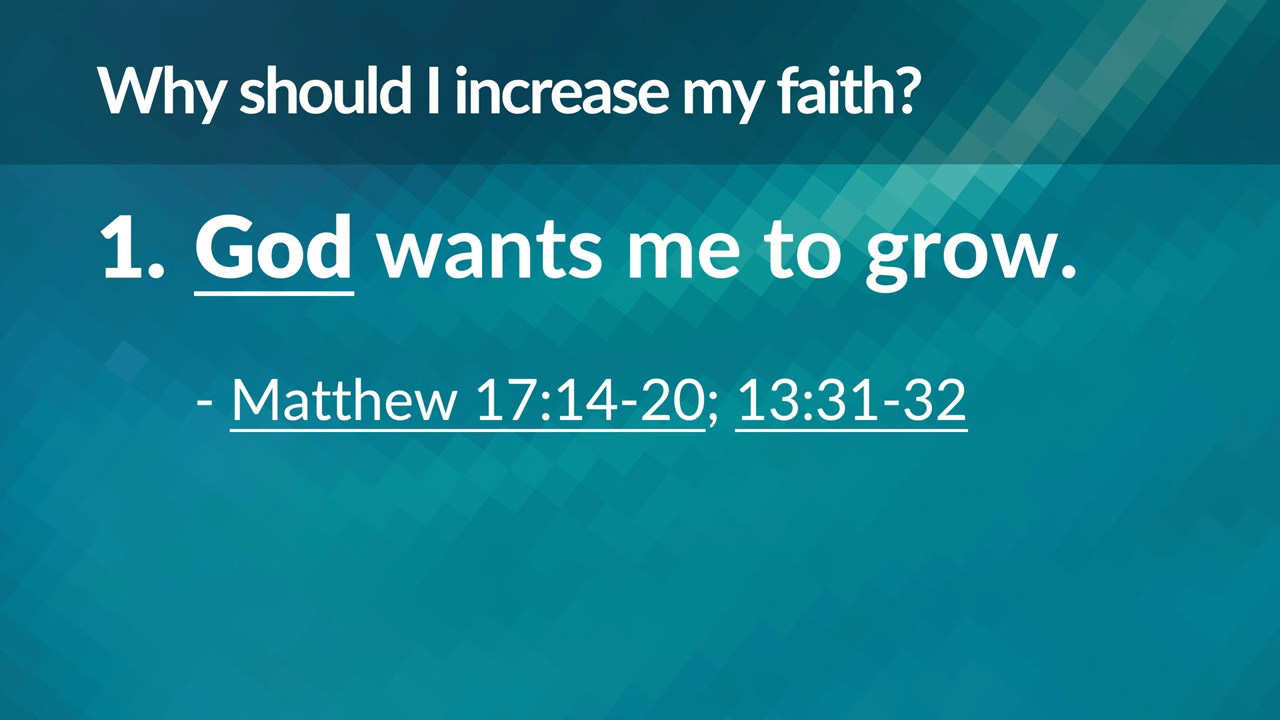 Why should I increase my faith?
1. God wants me to grow.
- Matthew 17:14-20; 13:31-32